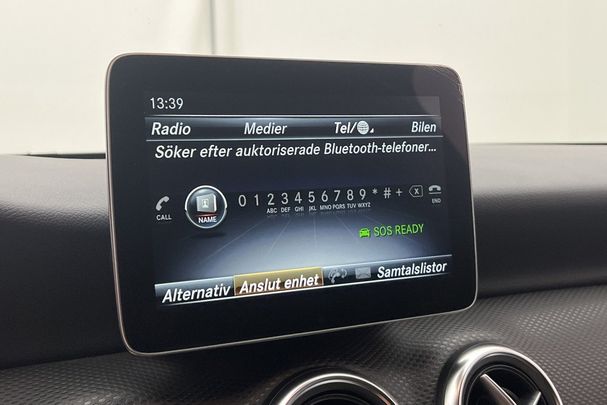 13:39
Radio Medier Tel/ Bilen
Söker efter auktoriserade Bluetooth-telefoner...
0 1 2 3 4 5 6 7 8 9 * # +
ABC DEF GHI JKL MNO PQRS TUV WXYZ
CALL NAME END
SOS READY
Alternativ Anslut enhet Samtalslistor